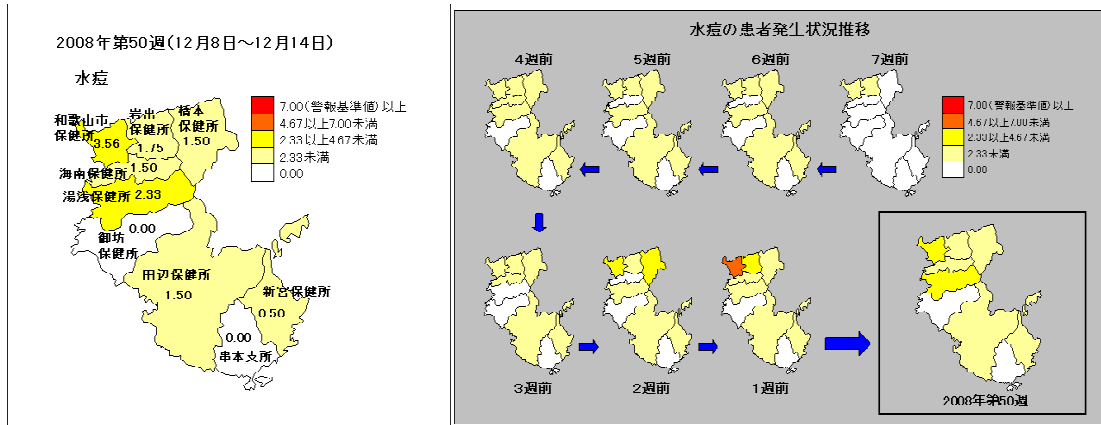 2008年第50週(12月8日～12月14日)
水痘
和歌山市
保健所
3.56
岩出
保健所
1.75
橋本
保健所
1.50
1.50
海南保健所
湯浅保健所 2.33
0.00
御坊
保健所
田辺保健所
1.50
新宮保健所
0.50
0.00
串本支所
7.00(警報基準値)以上
4.67以上7.00未満
2.33以上4.67未満
2.33未満
0.00
水痘の患者発生状況推移
4週前
5週前
6週前
7週前
7.00(警報基準値)以上
4.67以上7.00未満
2.33以上4.67未満
2.33未満
0.00
3週前
2週前
1週前
2008年第50週